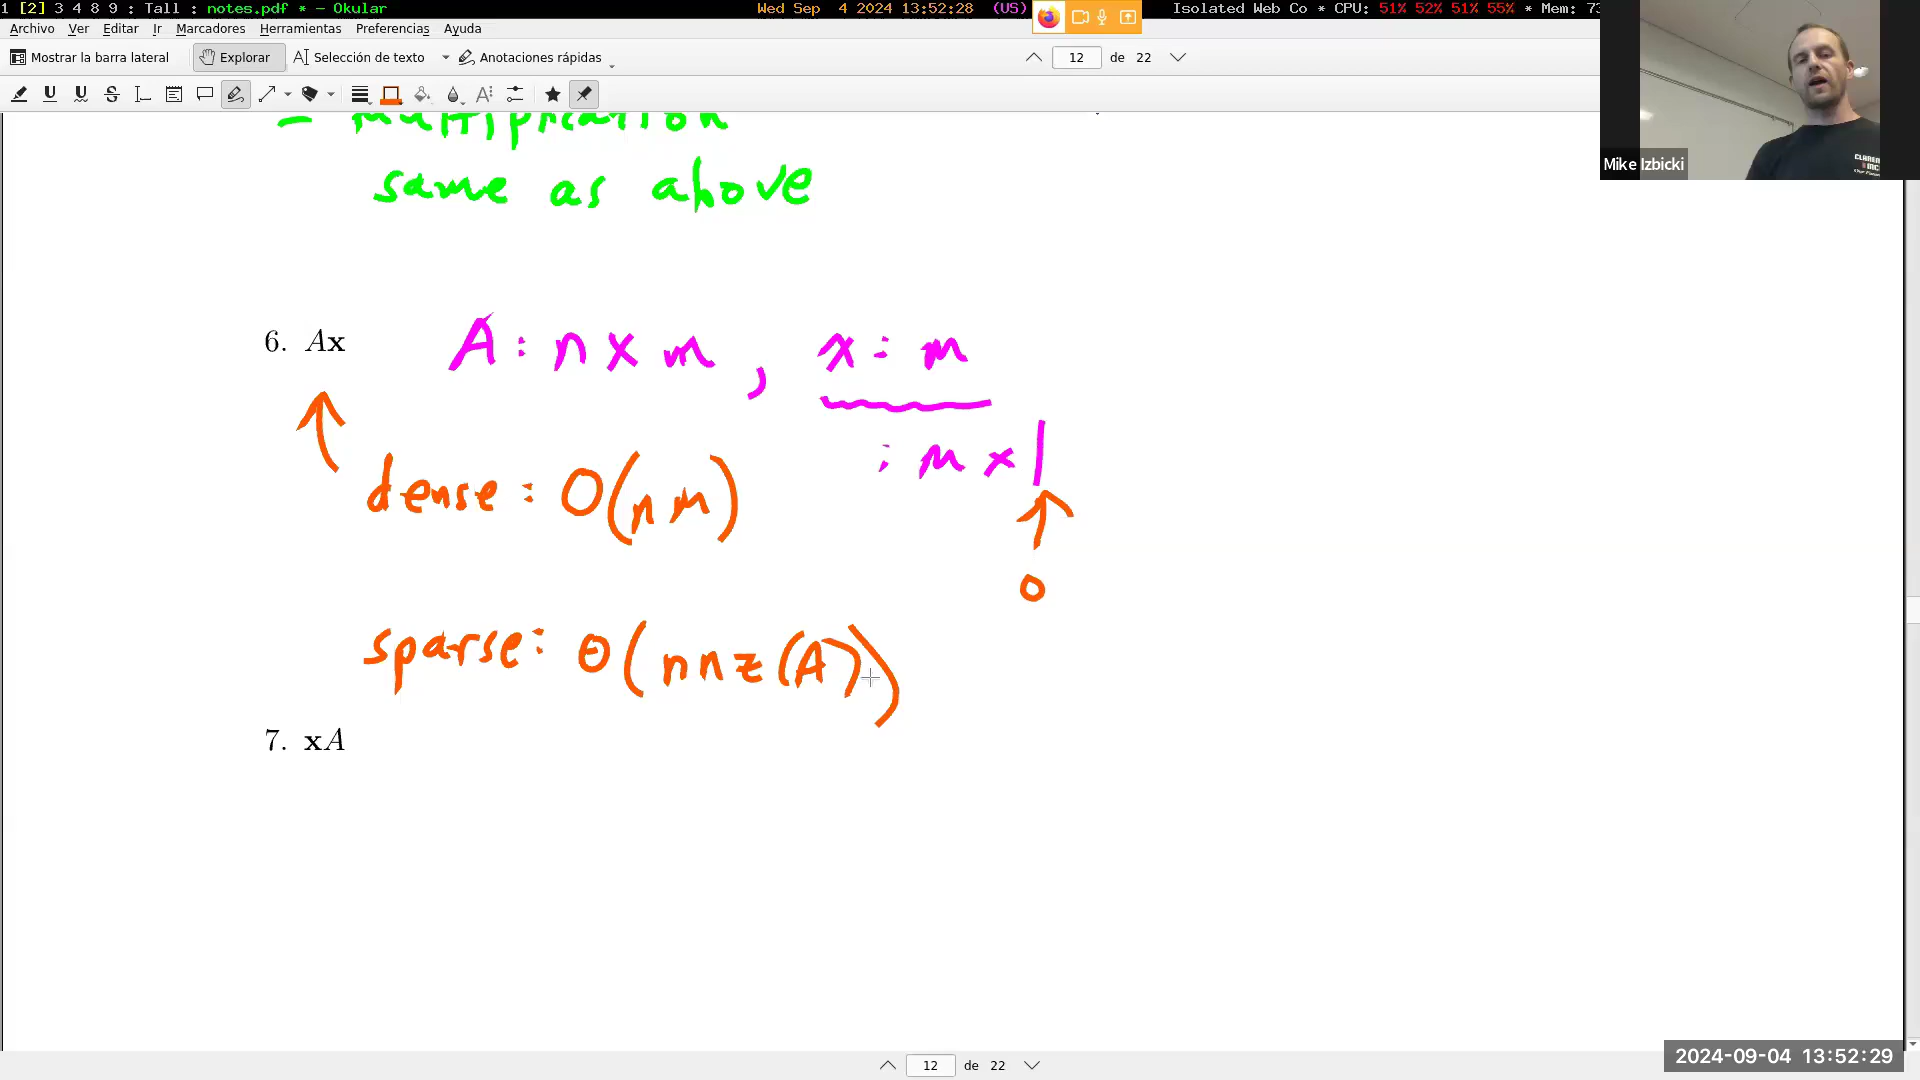 1 [2] 3 4 8 9 : Tall : notes.pdf * – Okular
Wed Sep 4 2024 13:52:28 (US)
Isolated Web Co * CPU: 51% 52% 51% 55% * Mem: 73
Archivo Ver Editar Ir Marcadores Herramientas Preferencias Ayuda
Mostrar la barra lateral Explorar Selección de texto Anotaciones rápidas
12 de 22
Mike Izbicki
CLAREM
MC
– multiplication
same as above
6. Ax A : n x m , x : m
: m x 1
dense : O(nm)
0
sparse : O(nnz(A))
7. xA
12 de 22
2024-09-04 13:52:29